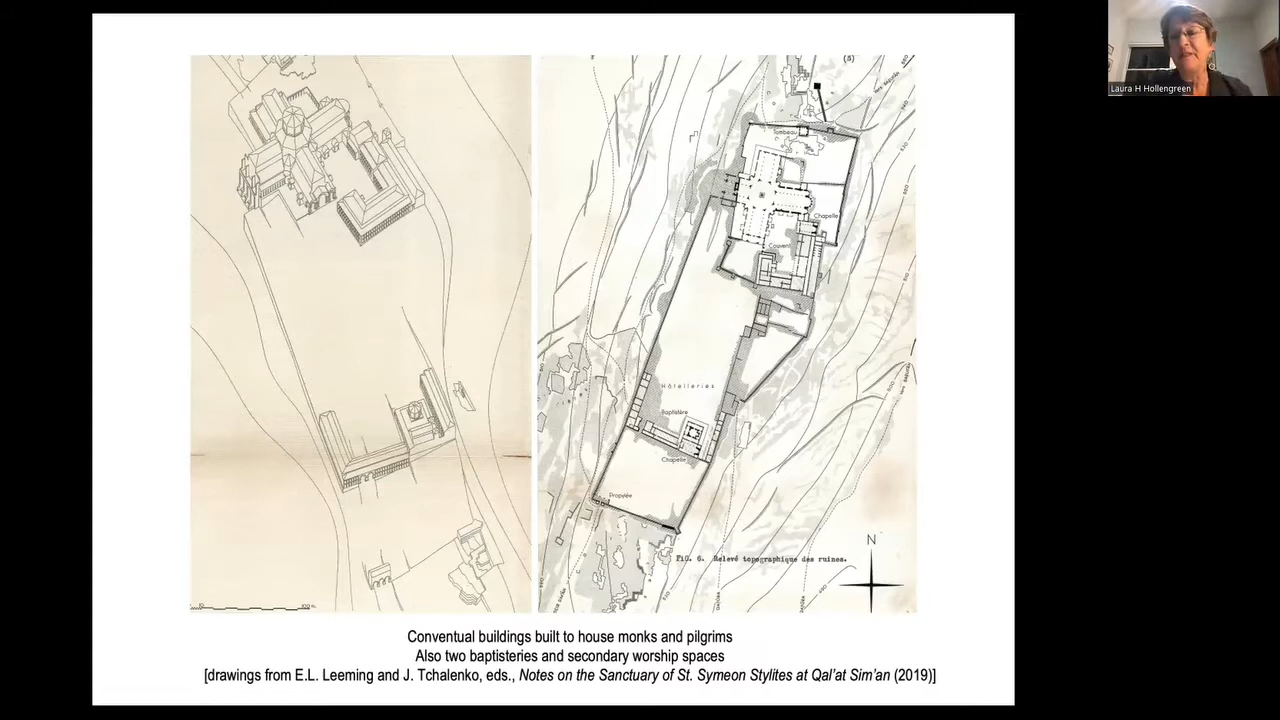 Laura H Hollengreen
(5)
Tombeau
Chapelle
Couvent
Hôtelleries
Baptistère
Chapelle
Propylée
FIG. 6. Relevé topographique des ruines.
N
Conventual buildings built to house monks and pilgrims
Also two baptisteries and secondary worship spaces
[drawings from E.L. Leeming and J. Tchalenko, eds., Notes on the Sanctuary of St. Symeon Stylites at Qal'at Sim'an (2019)]